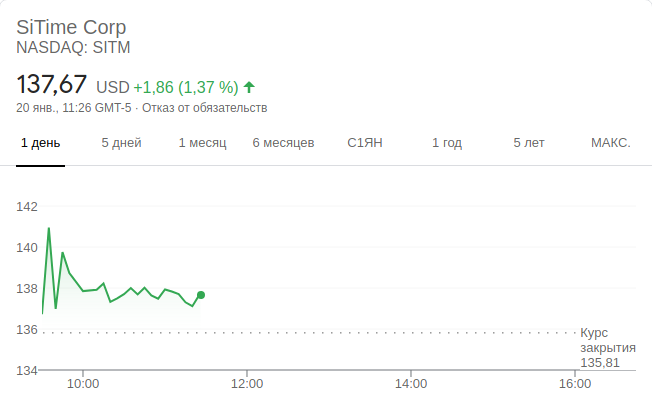 SiTime Corp
NASDAQ: SITM
137,67 USD +1,86 (1,37 %)
20 янв., 11:26 GMT-5 · Отказ от обязательств
1 день 5 дней 1 месяц 6 месяцев С1ЯН 1 год 5 лет МАКС.
142
140
138
136
134
Курс
закрытия
135,81
10:00 12:00 14:00 16:00